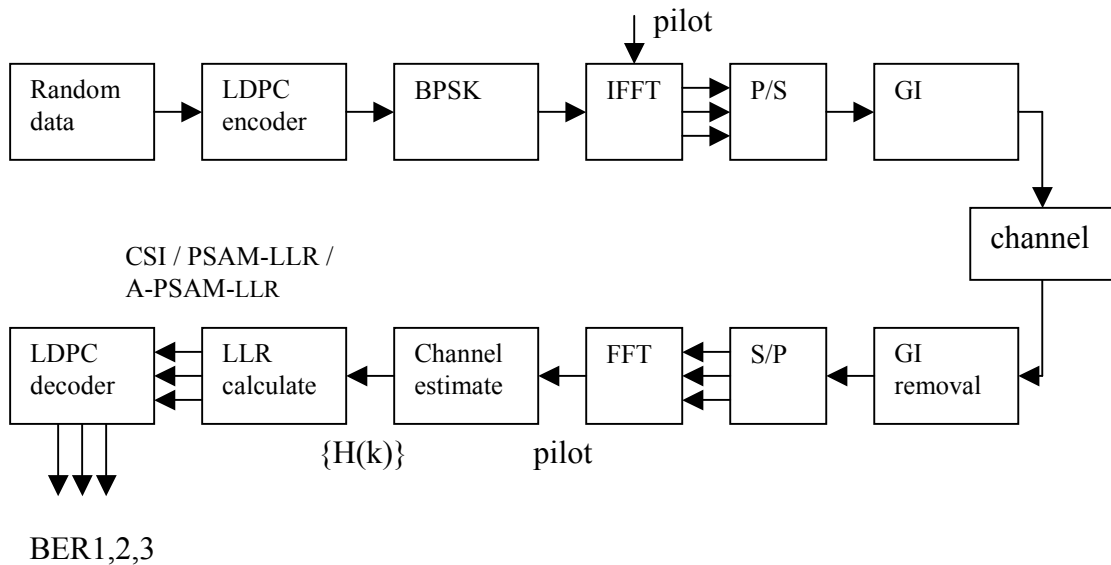 pilot
Random
data
LDPC
encoder
BPSK
IFFT
P/S
GI
channel
CSI / PSAM-LLR /
A-PSAM-LLR
LDPC
decoder
LLR
calculate
Channel
estimate
FFT
S/P
GI
removal
{H(k)}
pilot
BER1,2,3